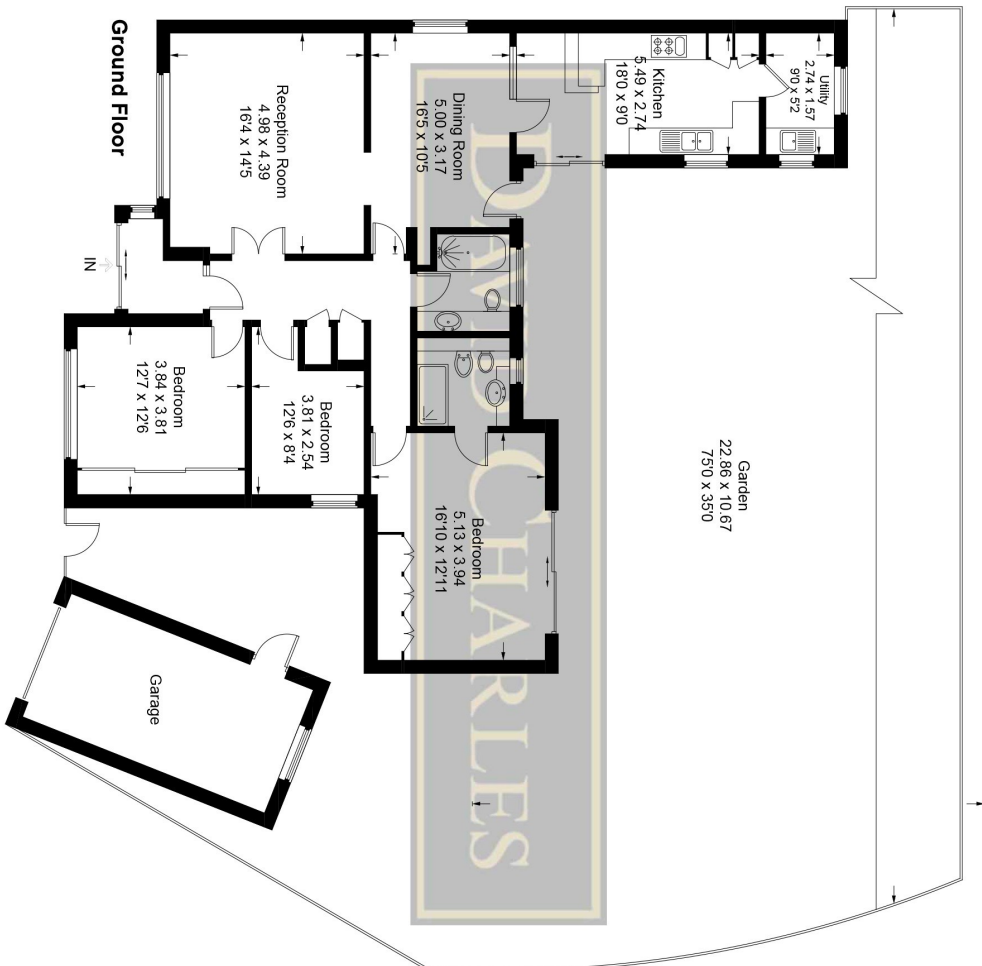 Utility
2.74 x 1.57
9'0 x 5'2
Kitchen
5.49 x 2.74
18'0 x 9'0
Garden
22.86 x 10.67
75'0 x 35'0
Dining Room
5.00 x 3.17
16'5 x 10'5
Reception Room
4.98 x 4.39
16'4 x 14'5
IN
Bedroom
5.13 x 3.94
16'10 x 12'11
Bedroom
3.81 x 2.54
12'6 x 8'4
Bedroom
3.84 x 3.81
12'7 x 12'6
Garage
Ground Floor
DAVID CHARLES